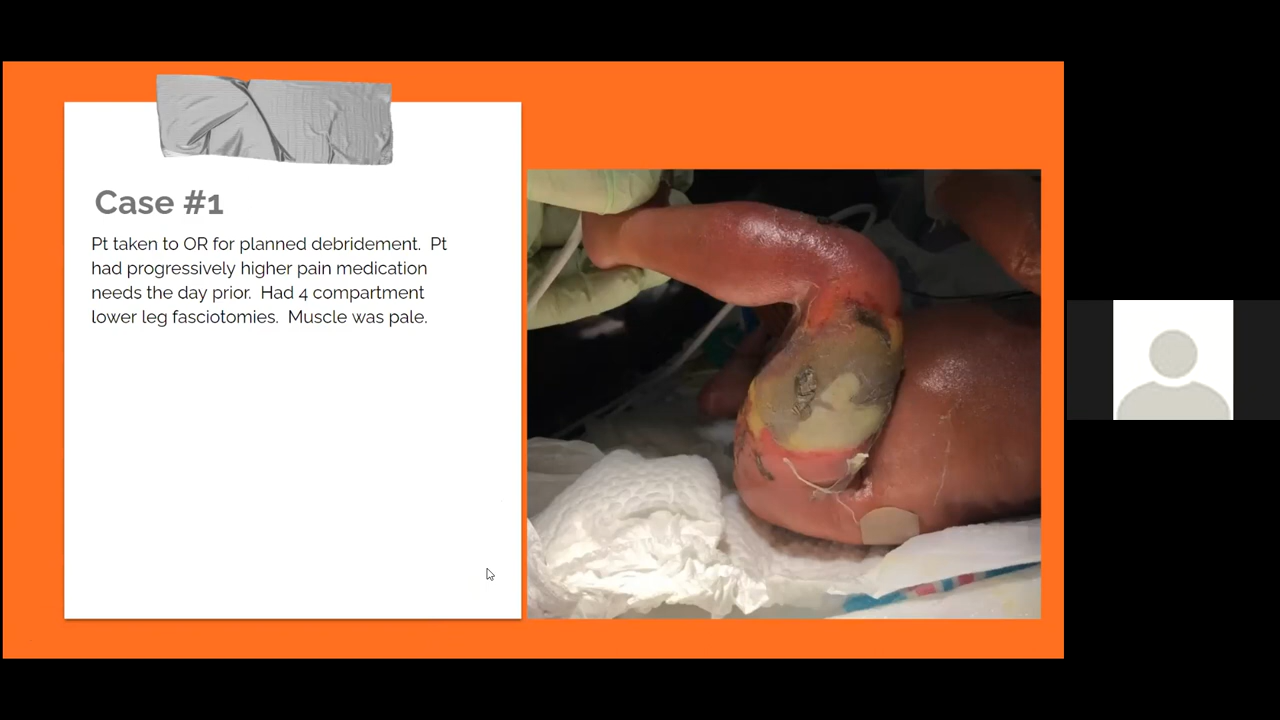 Case #1
Pt taken to OR for planned debridement.  Pt
had progressively higher pain medication
needs the day prior.  Had 4 compartment
lower leg fasciotomies.  Muscle was pale.